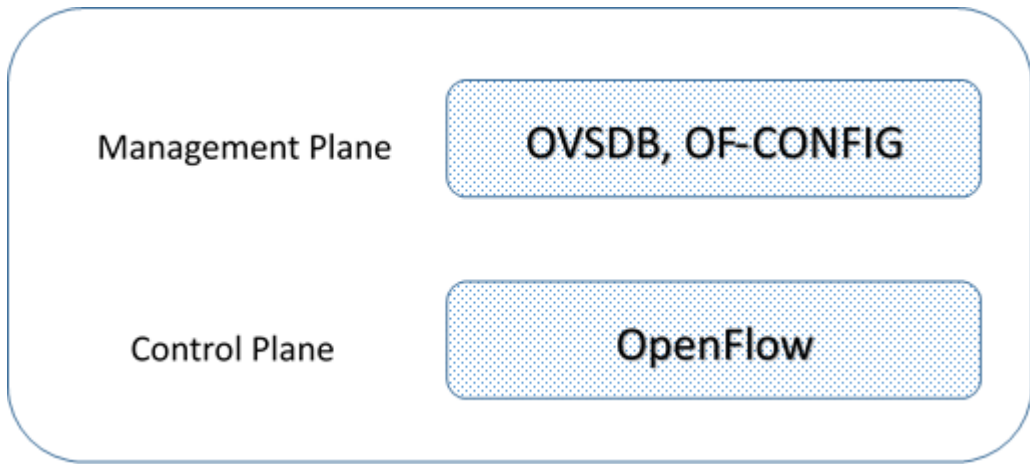 Management Plane
OVSDB, OF-CONFIG
Control Plane
OpenFlow